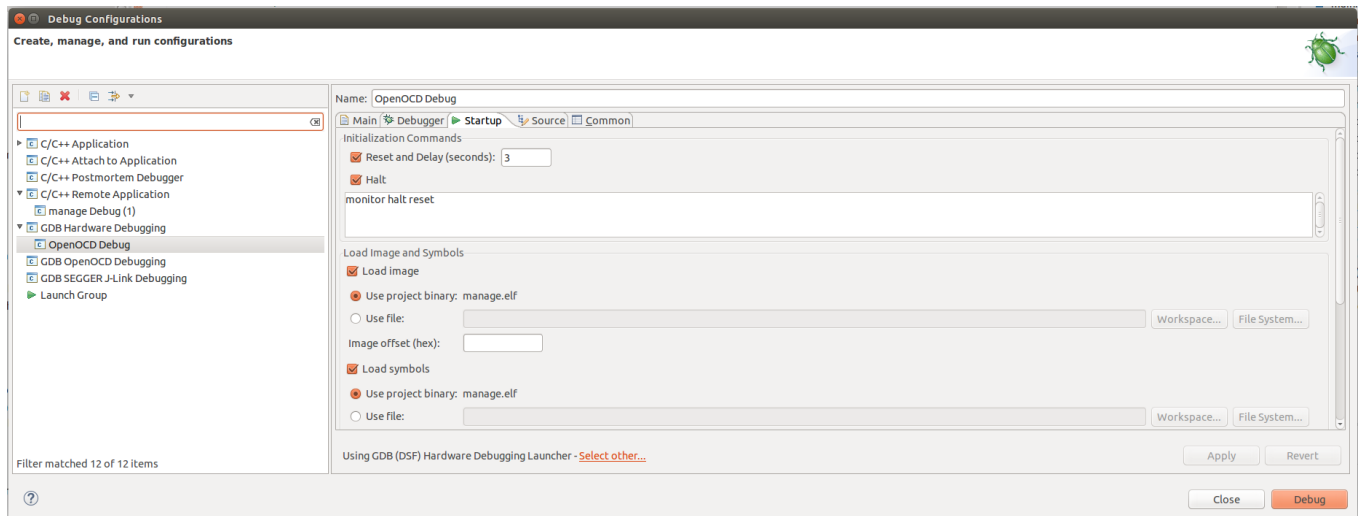 Debug Configurations
Create, manage, and run configurations
Name: OpenOCD Debug
Main Debugger Startup Source Common
C/C++ Application
C/C++ Attach to Application
C/C++ Postmortem Debugger
C/C++ Remote Application
manage Debug (1)
GDB Hardware Debugging
OpenOCD Debug
GDB OpenOCD Debugging
GDB SEGGER J-Link Debugging
Launch Group
Filter matched 12 of 12 items
Initialization Commands
Reset and Delay (seconds): 3
Halt
monitor halt reset
Load Image and Symbols
Load image
Use project binary: manage.elf
Use file: Workspace... File System...
Image offset (hex):
Load symbols
Use project binary: manage.elf
Use file: Workspace... File System...
Using GDB (DSF) Hardware Debugging Launcher - Select other...
Apply Revert
? Close Debug